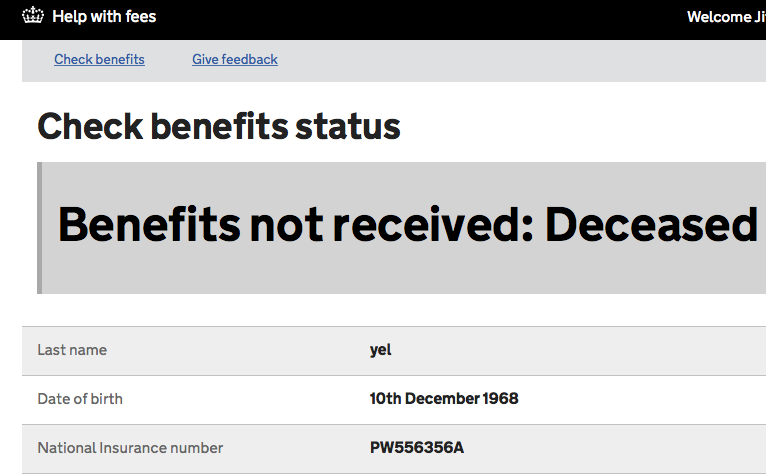 Help with fees
Welcome Ji
Check benefits Give feedback
Check benefits status
Benefits not received: Deceased
Last name yel
Date of birth 10th December 1968
National Insurance number PW556356A